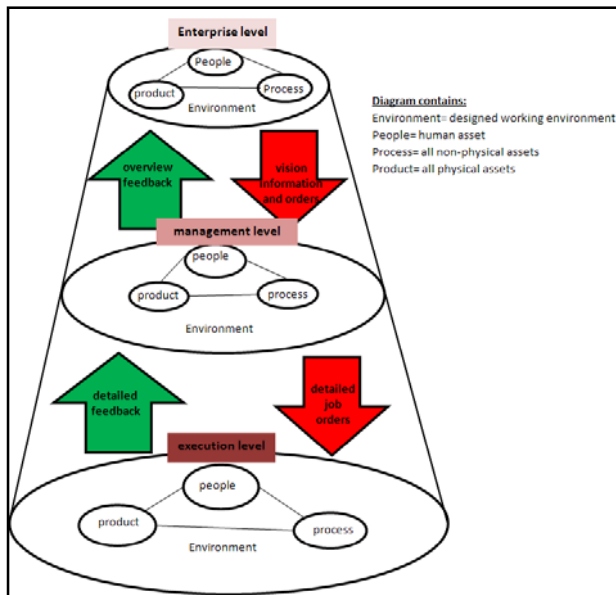 Enterprise level
People
product
Process
Environment
Diagram contains:
Environment= designed working environment
People= human asset
Process= all non-physical assets
Product= all physical assets
overview
feedback
vision
information
and orders
management level
people
product
process
Environment
detailed
feedback
detailed
job
orders
execution level
people
product
process
Environment